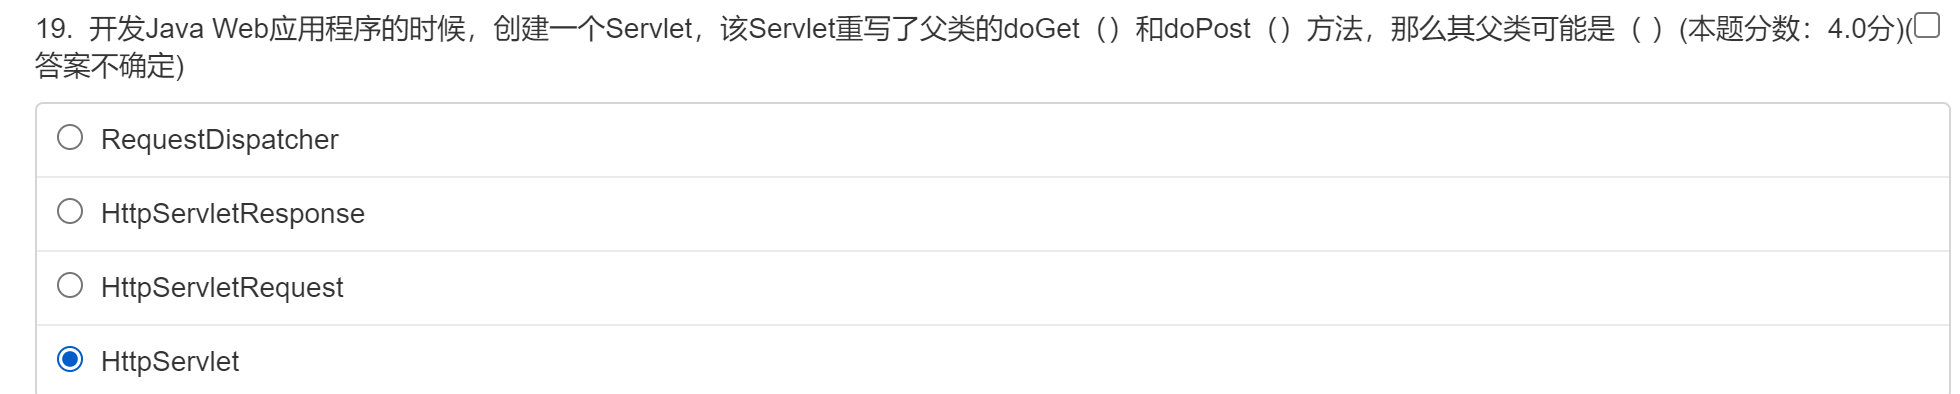 19. 开发Java Web应用程序的时候，创建一个Servlet，该Servlet重写了父类的doGet（）和doPost（）方法，那么其父类可能是（ ）(本题分数：4.0分)(
答案不确定)
RequestDispatcher
HttpServletResponse
HttpServletRequest
HttpServlet